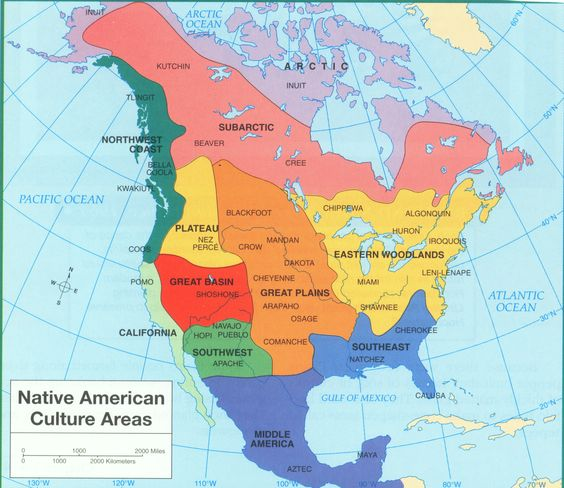 INUIT
ARCTIC
OCEAN
60°N
ARCTIC
KUTCHIN
INUIT
TLINGIT
SUBARCTIC
50°N
NORTHWEST
COAST
BEAVER
CREE
BELLA
COOLA
KWAKIUTL
PACIFIC OCEAN
CHIPPEWA
ALGONQUIN
BLACKFOOT
40°N
PLATEAU
HURON
NEZ
PERCE
MANDAN
IROQUOIS
COOS
CROW
EASTERN WOODLANDS
DAKOTA
LENI-LENAPE
CHEYENNE
POMO
GREAT BASIN
MIAMI
SHOSHONE
GREAT PLAINS
ATLANTIC
OCEAN
ARAPAHO
SHAWNEE
OSAGE
30°N
CALIFORNIA
NAVAJO
HOPI
PUEBLO
CHEROKEE
COMANCHE
SOUTHEAST
SOUTHWEST
NATCHEZ
APACHE
CALUSA
GULF OF MEXICO
20°N
Native American
Culture Areas
MIDDLE
AMERICA
0 1000 2000 Miles
0 1000 2000 Kilometers
MAYA
AZTEC
130°W
120°W
110°W
100°W
90°W
80°W
70°W
N
W
E
S